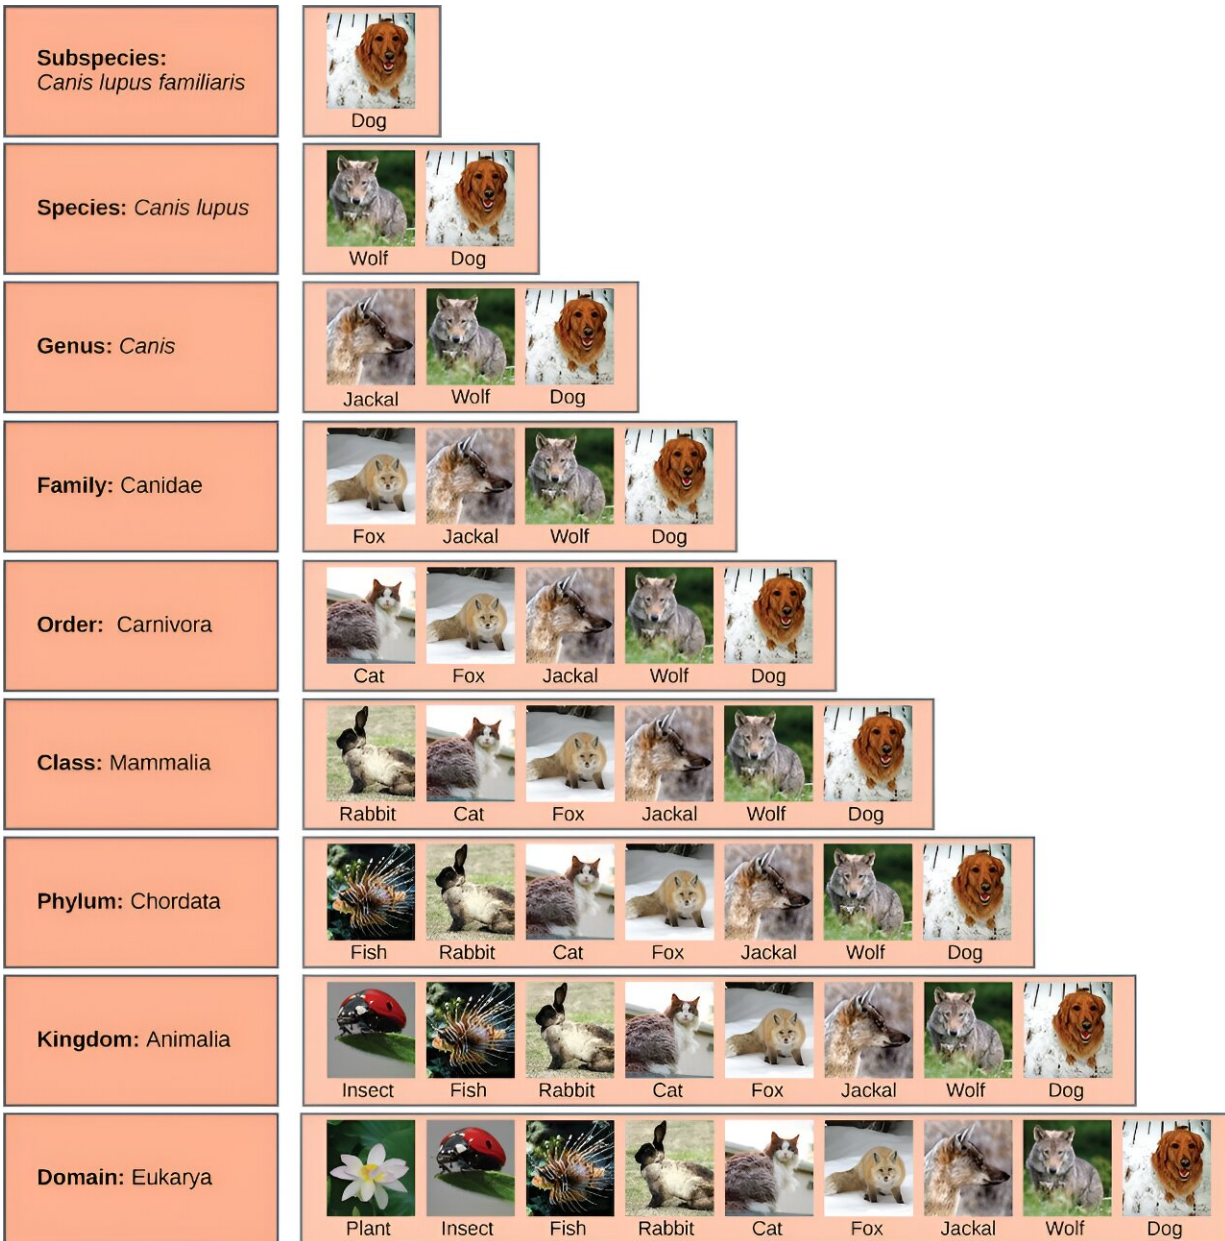 Subspecies:
Canis lupus familiaris
Dog
Species: Canis lupus
Wolf Dog
Genus: Canis
Jackal Wolf Dog
Family: Canidae
Fox Jackal Wolf Dog
Order: Carnivora
Cat Fox Jackal Wolf Dog
Class: Mammalia
Rabbit Cat Fox Jackal Wolf Dog
Phylum: Chordata
Fish Rabbit Cat Fox Jackal Wolf Dog
Kingdom: Animalia
Insect Fish Rabbit Cat Fox Jackal Wolf Dog
Domain: Eukarya
Plant Insect Fish Rabbit Cat Fox Jackal Wolf Dog